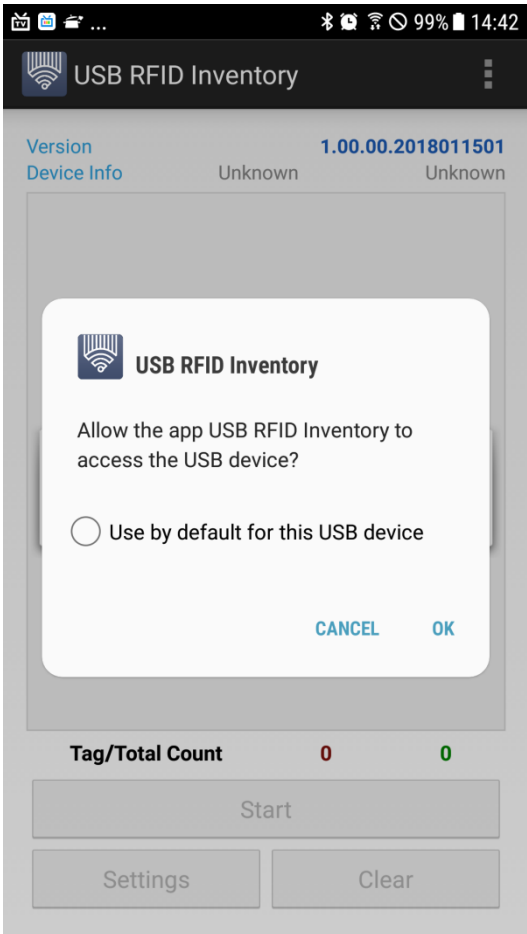 ... 99% 14:42
USB RFID Inventory
Version 1.00.00.2018011501
Device Info Unknown Unknown
USB RFID Inventory
Allow the app USB RFID Inventory to
access the USB device?
Use by default for this USB device
CANCEL OK
Tag/Total Count 0 0
Start
Settings Clear